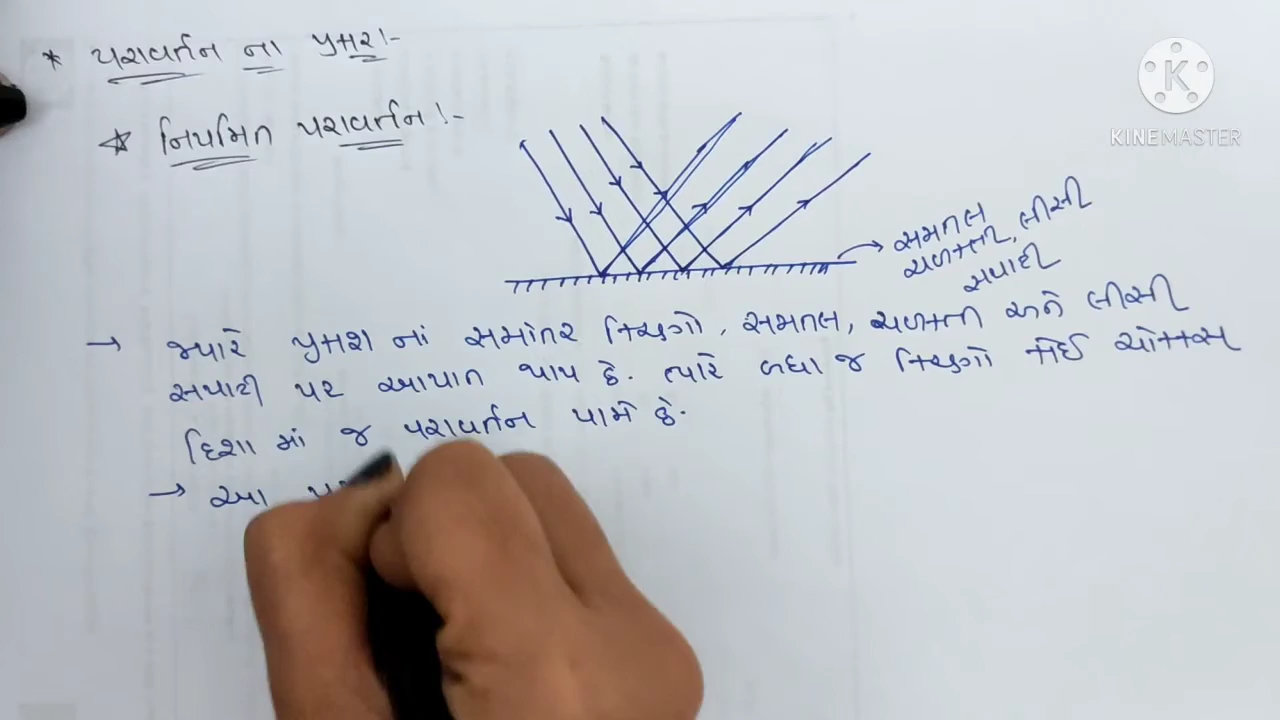 * પરાવર્તન ના પ્રકાર :-
* નિયમિત પરાવર્તન :-
KINEMASTER
સમતલ
ચળકતી, લીસી
સપાટી
→ જ્યારે પ્રકાશ નાં સમાંતર કિરણો, સમતલ, ચળકતી અને લીસી
સપાટી પર આપાત થાય છે. ત્યારે બધા જ કિરણો કોઈ ચોક્કસ
દિશા માં જ પરાવર્તન પામે છે.
→ આ